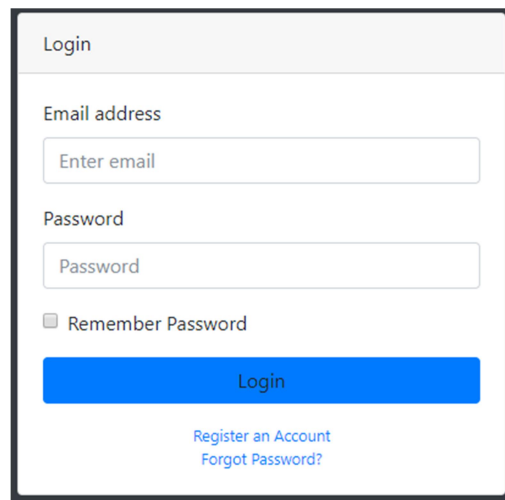 Login
Email address
Enter email
Password
Password
Remember Password
Login
Register an Account
Forgot Password?